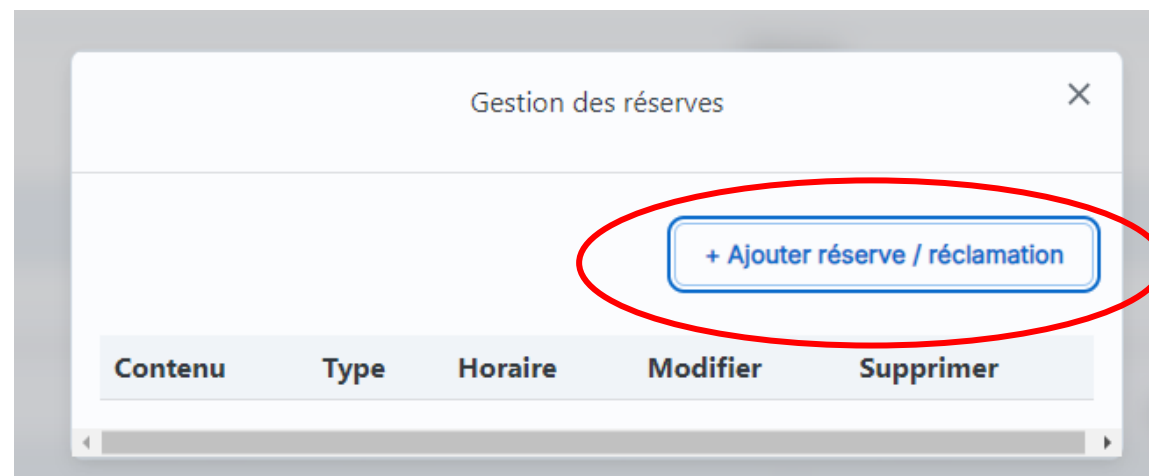 Gestion des réserves
+ Ajouter réserve / réclamation
Contenu Type Horaire Modifier Supprimer